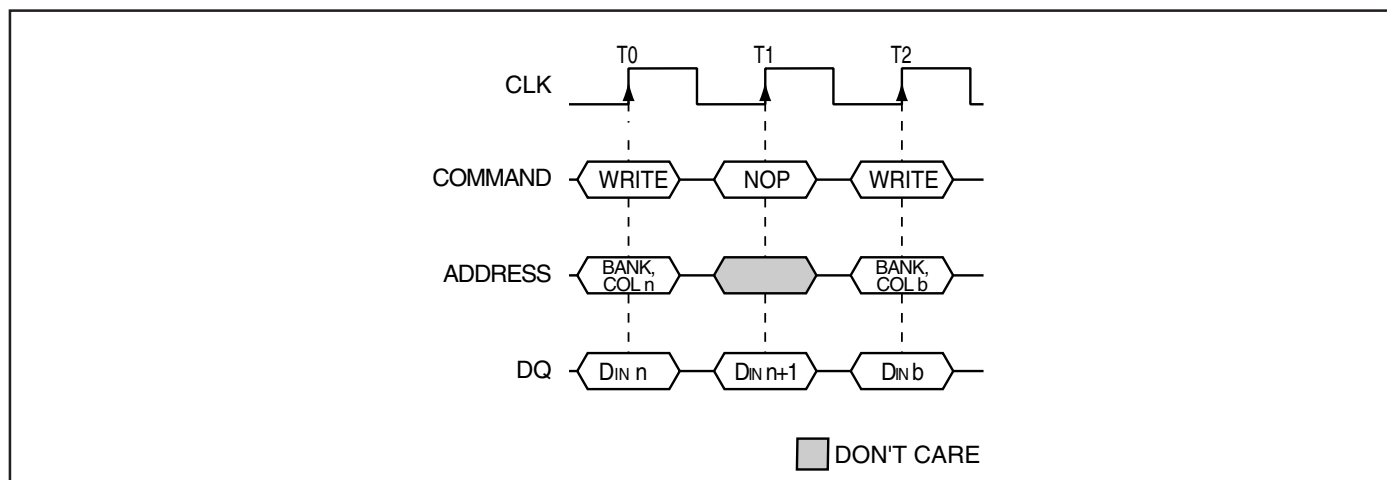 T0 T1 T2
CLK
COMMAND WRITE NOP WRITE
ADDRESS BANK, COL n BANK, COL b
DQ DIN n DIN n+1 DIN b
DON'T CARE